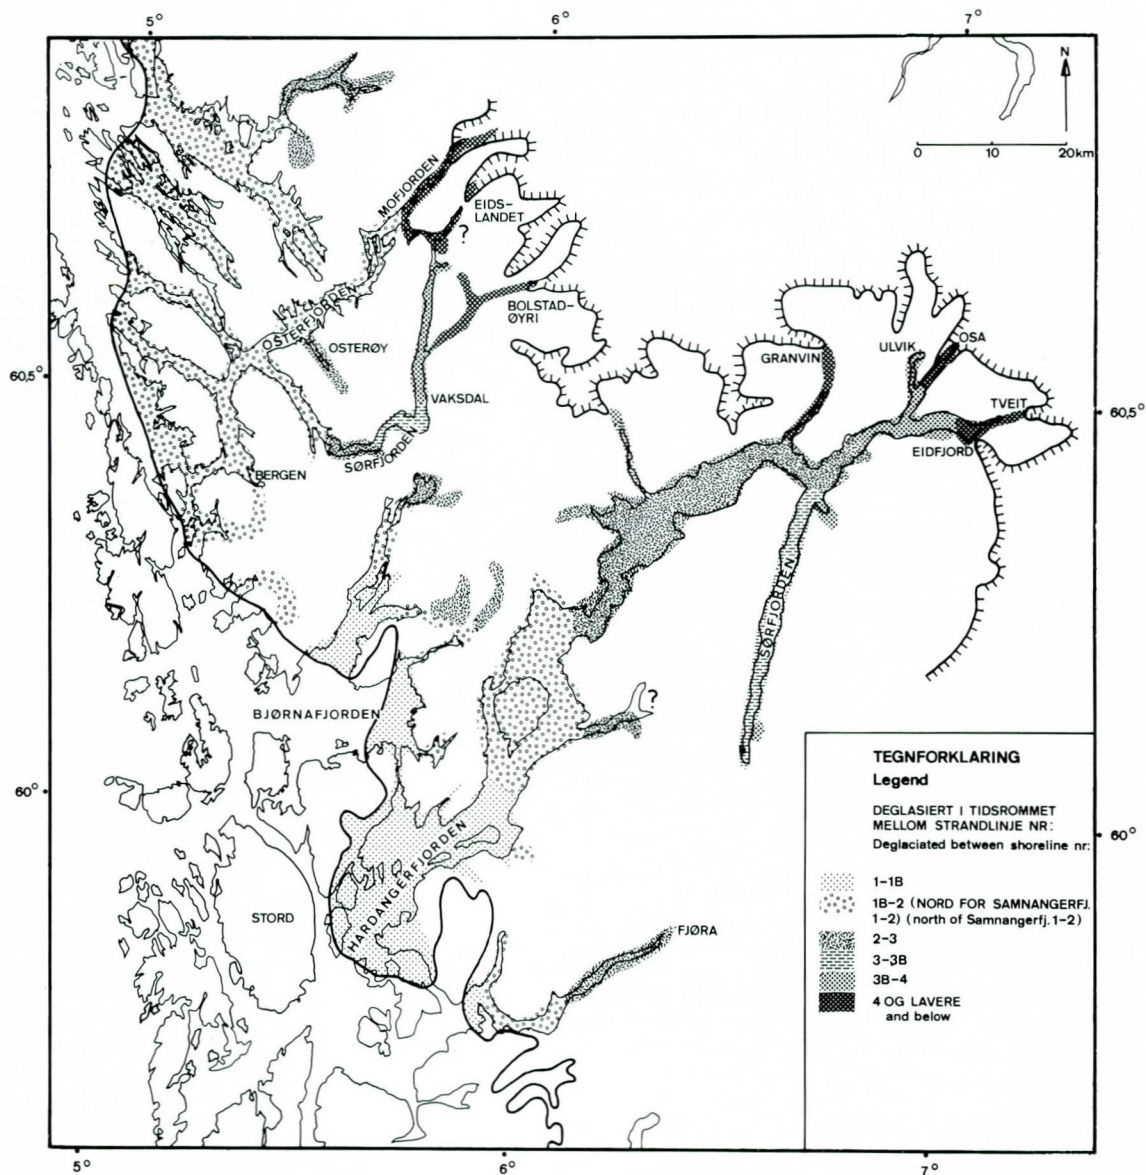 5°
6°
7°
N
0 10 20km
MOFJORDEN
EIDS-
LANDET
?
OSTERFJORDEN
OSTERØY
BOLSTAD-
ØYRI
GRANVIN
ULVIK
OSA
TVEIT
EIDFJORD
60,5°
60,5°
VAKSDAL
SØRFJORDEN
BERGEN
SØRFJORDEN
?
BJØRNAFJORDEN
60°
60°
HARDANGERFJORDEN
STORD
FJØRA
TEGNFORKLARING
Legend
DEGLASIERT I TIDSROMMET
MELLOM STRANDLINJE NR:
Deglaciated between shoreline nr:
1-1B
1B-2 (NORD FOR SAMNANGERFJ.
1-2) (north of Samnangerfj. 1-2)
2-3
3-3B
3B-4
4 OG LAVERE
and below
5°
6°
7°